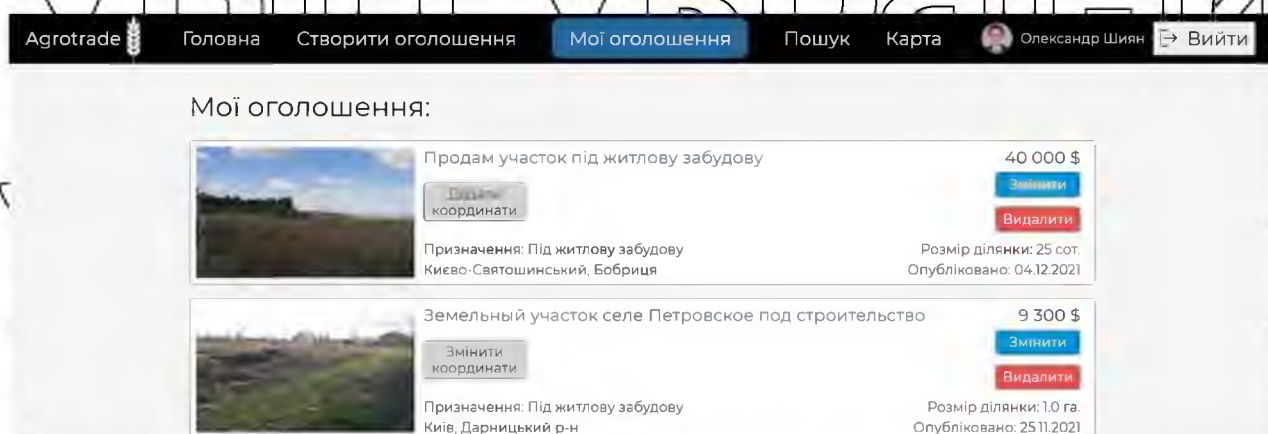 Agrotrade Головна Створити оголошення Мої оголошення Пошук Карта Олександр Шиян Вийти
Мої оголошення:
Продам участок під житлову забудову 40 000 $
Змінити
координати
Видалити
Призначення: Під житлову забудову Розмір ділянки: 25 сот.
Києво-Святошинський, Бобриця Опубліковано: 04.12.2021
Земельный участок селе Петровское под строительство 9 300 $
Змінити
Змінити
координати
Видалити
Призначення: Під житлову забудову Розмір ділянки: 1.0 га.
Київ, Дарницький р-н Опубліковано: 25.11.2021